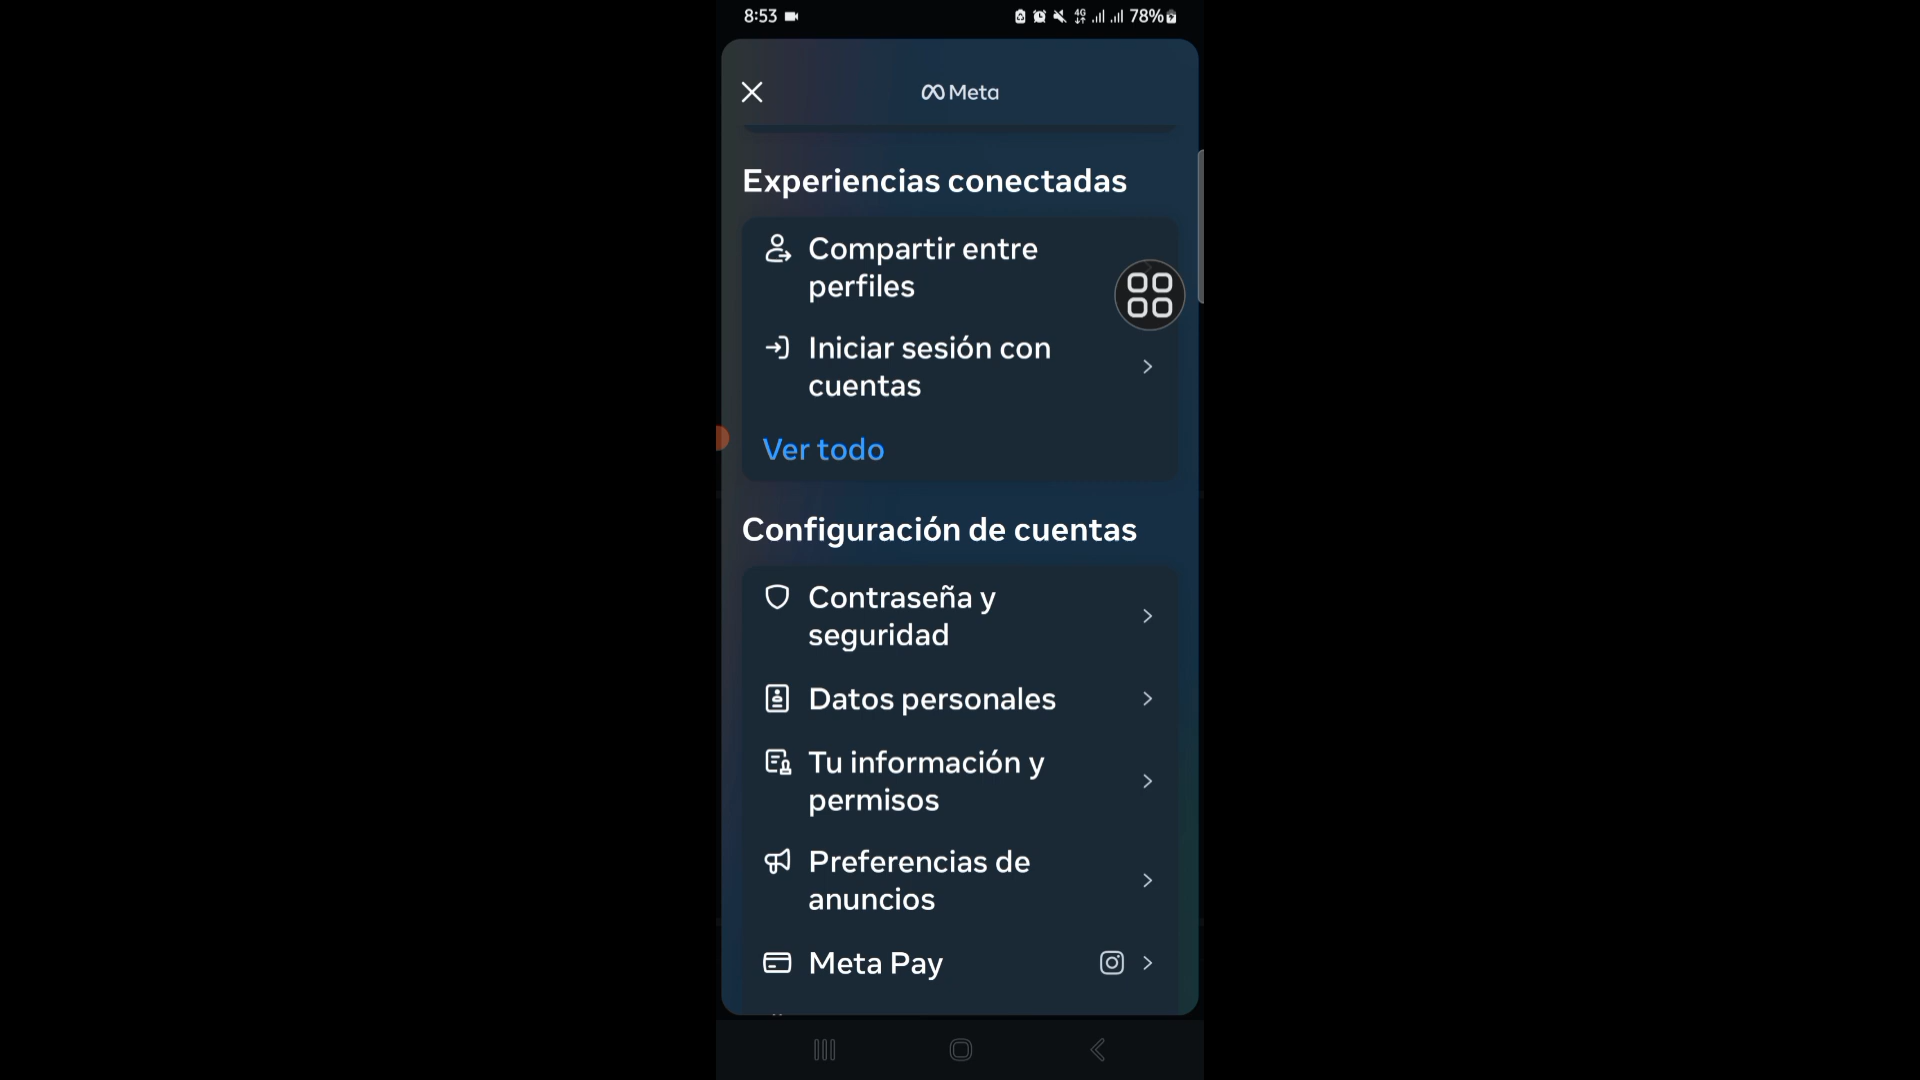 8:53
4G
78%
Meta
Experiencias conectadas
Compartir entre
perfiles
Iniciar sesión con
cuentas
Ver todo
Configuración de cuentas
Contraseña y
seguridad
Datos personales
Tu información y
permisos
Preferencias de
anuncios
Meta Pay